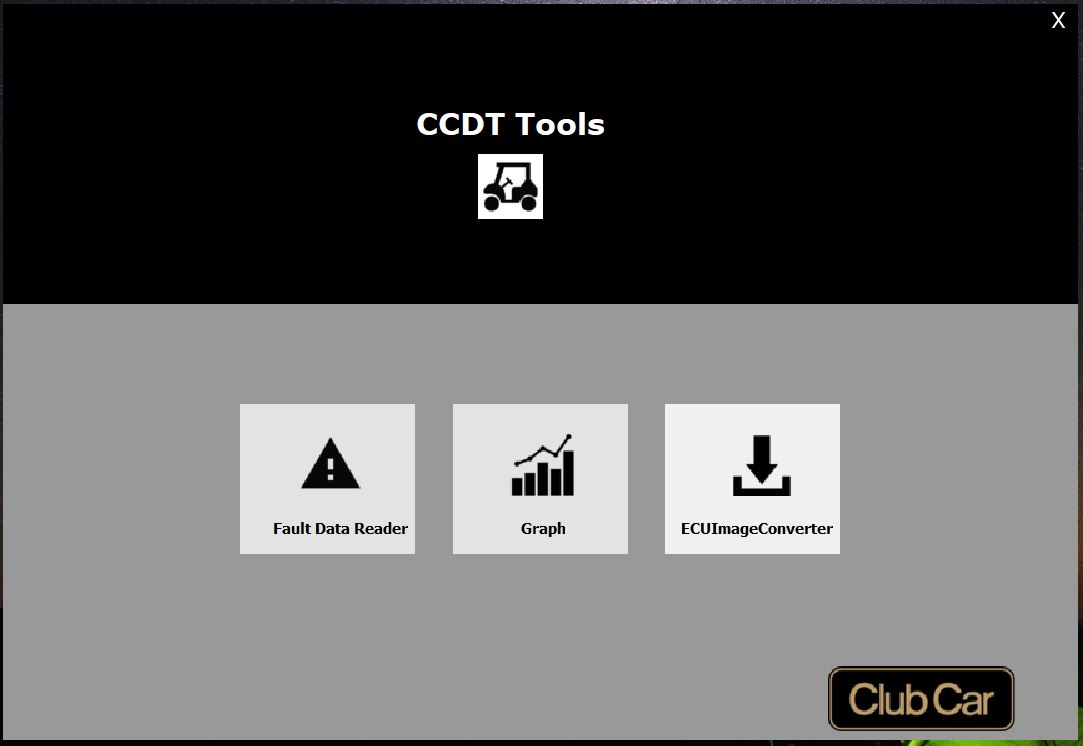 X
CCDT Tools
Fault Data Reader
Graph
ECUImageConverter
Club Car